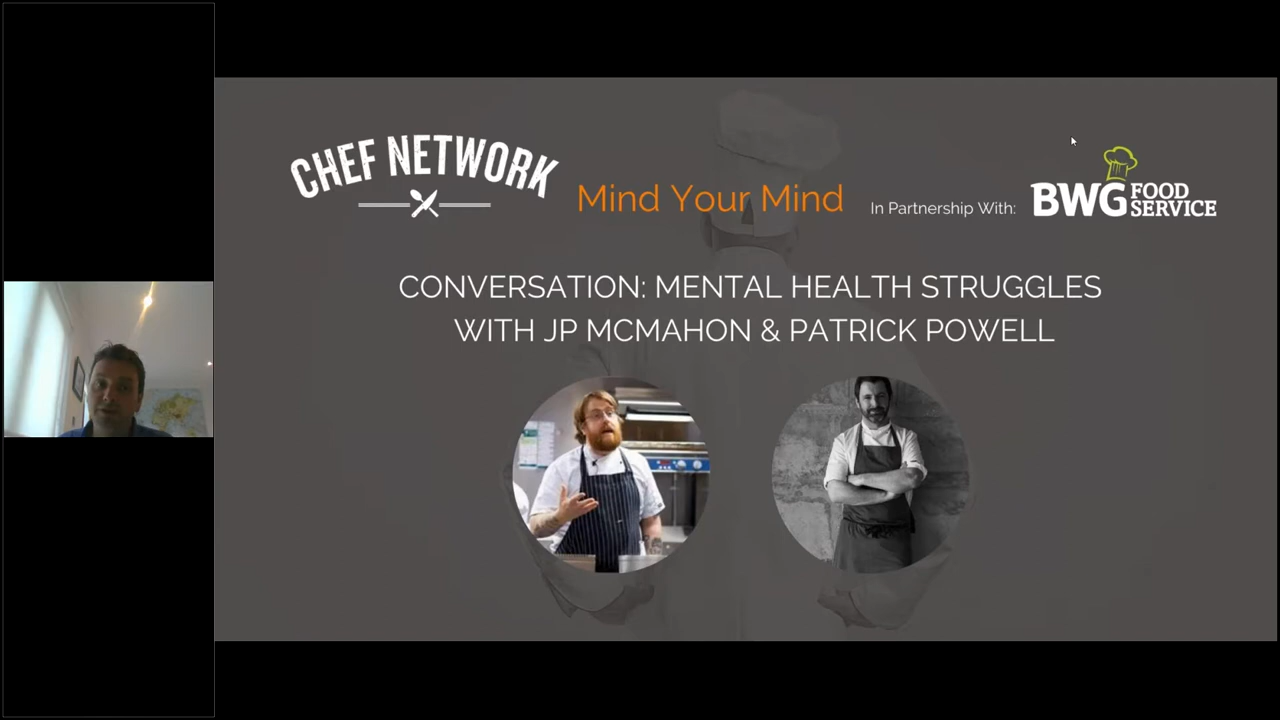 CHEF NETWORK
Mind Your Mind
In Partnership With:
BWG FOOD SERVICE
CONVERSATION: MENTAL HEALTH STRUGGLES
WITH JP MCMAHON & PATRICK POWELL